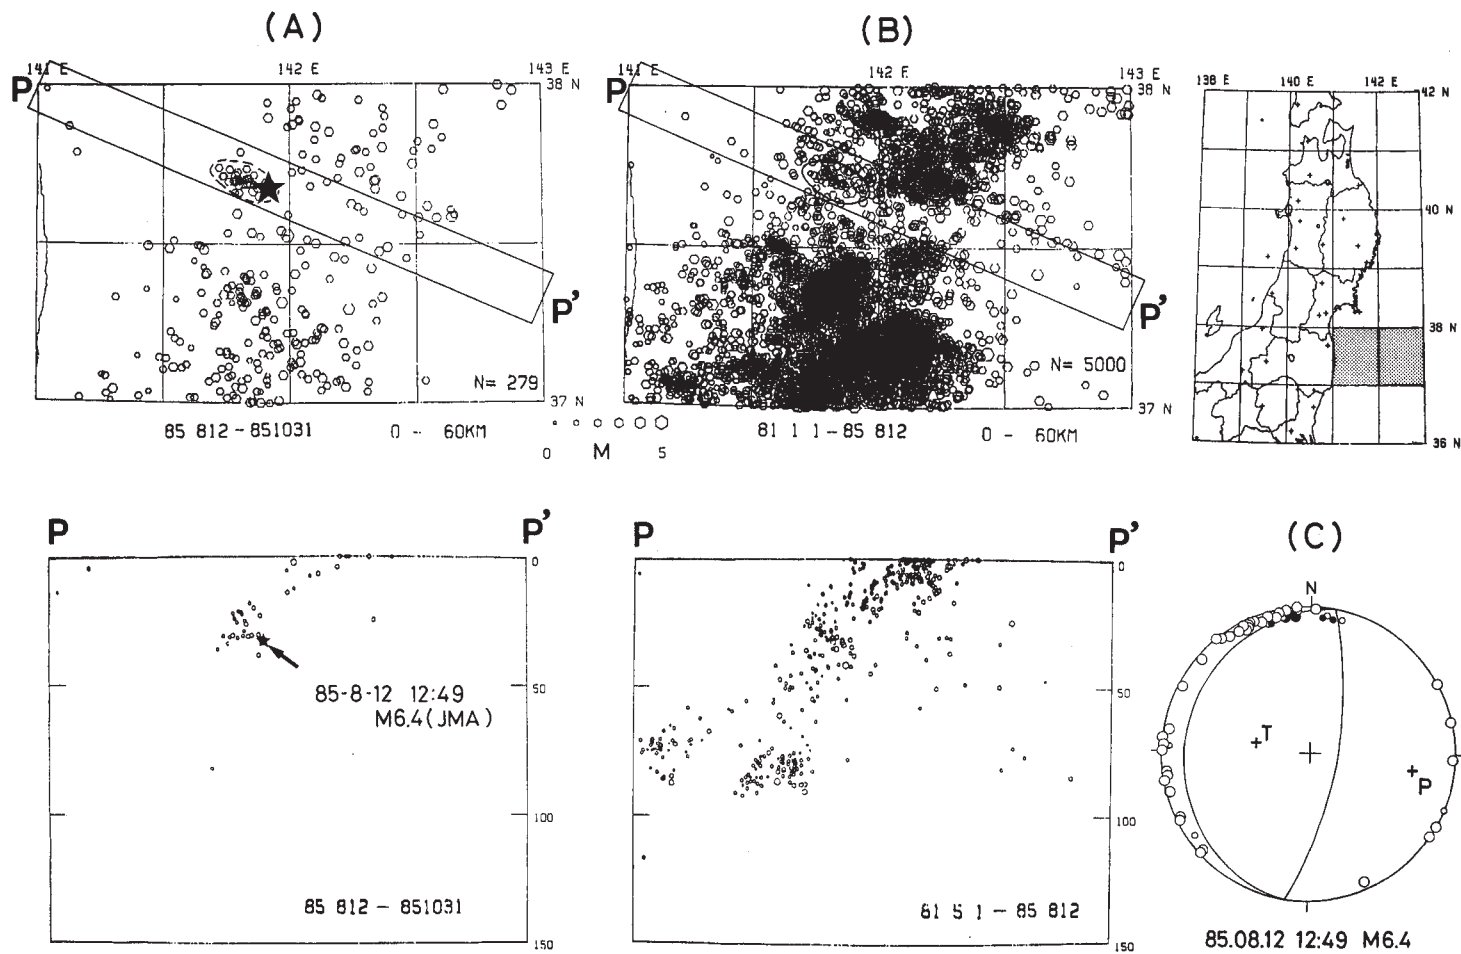 (A)
(B)
141 E
142 E
143 E
38 N
P
P'
N= 279
37 N
85 812-851031
0 - 60KM
0 M 5
141 E
142 E
143 E
38 N
P
P'
N= 5000
37 N
81 1 1-85 812
0 - 60KM
138 E
140 E
142 E
42 N
40 N
38 N
36 N
P
P'
0
50
100
150
85-8-12 12:49
M6.4(JMA)
85 812 - 851031
P
P'
0
50
100
150
81 5 1 - 85 812
(C)
N
T
P
85.08.12 12:49 M6.4